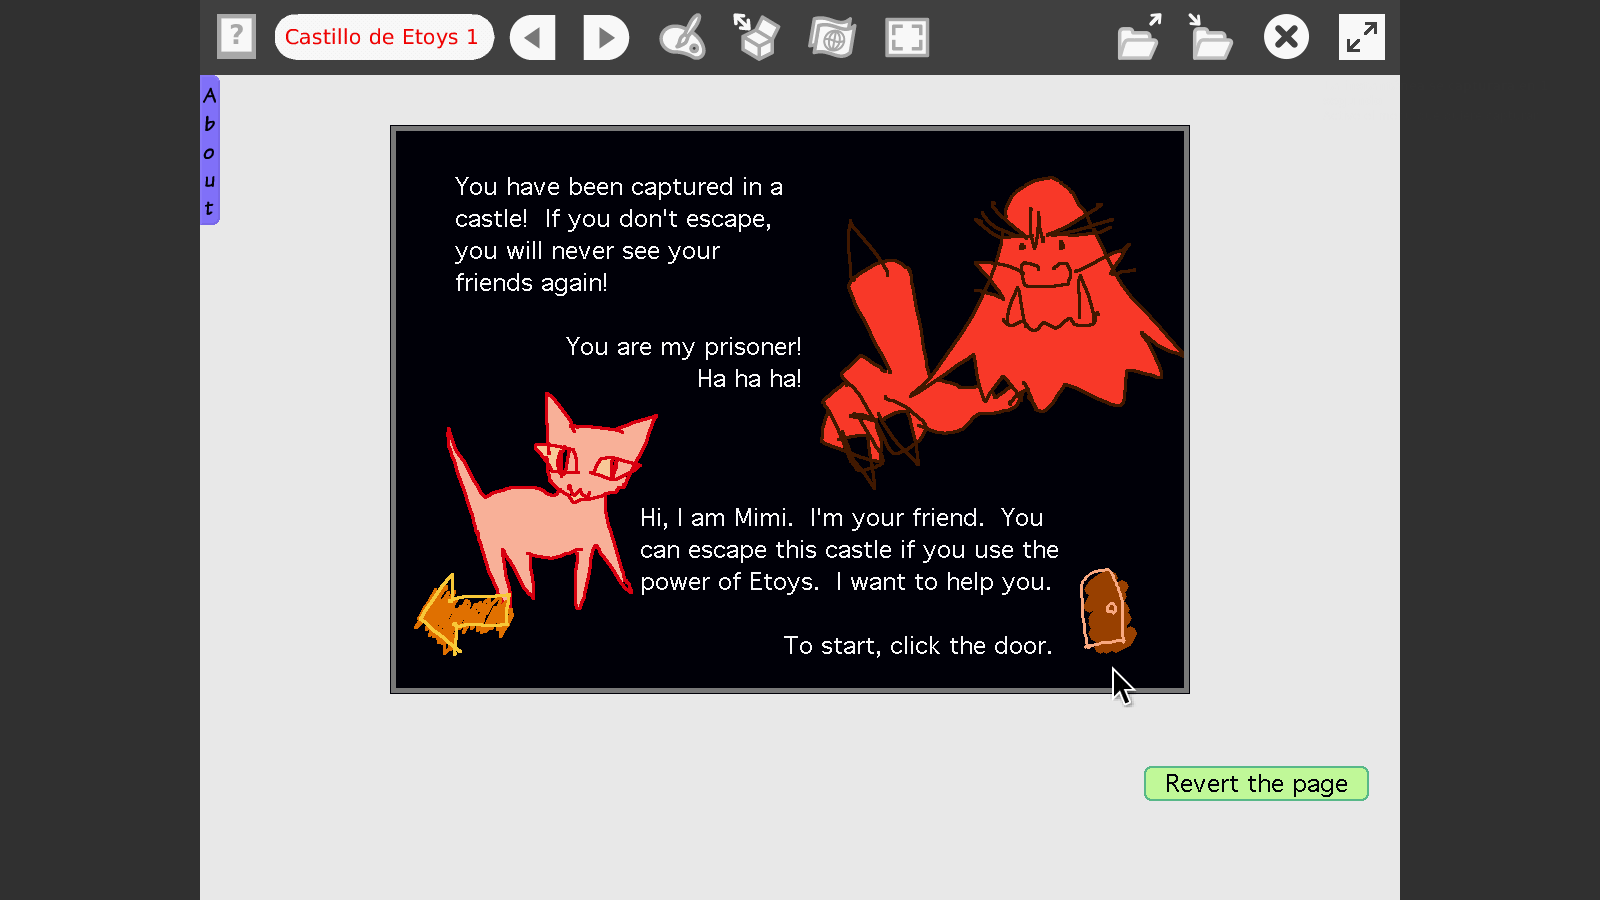 ?
Castillo de Etoys 1
About
You have been captured in a
castle!  If you don't escape,
you will never see your
friends again!
You are my prisoner!
Ha ha ha!
Hi, I am Mimi.  I'm your friend.  You
can escape this castle if you use the
power of Etoys.  I want to help you.
To start, click the door.
Revert the page